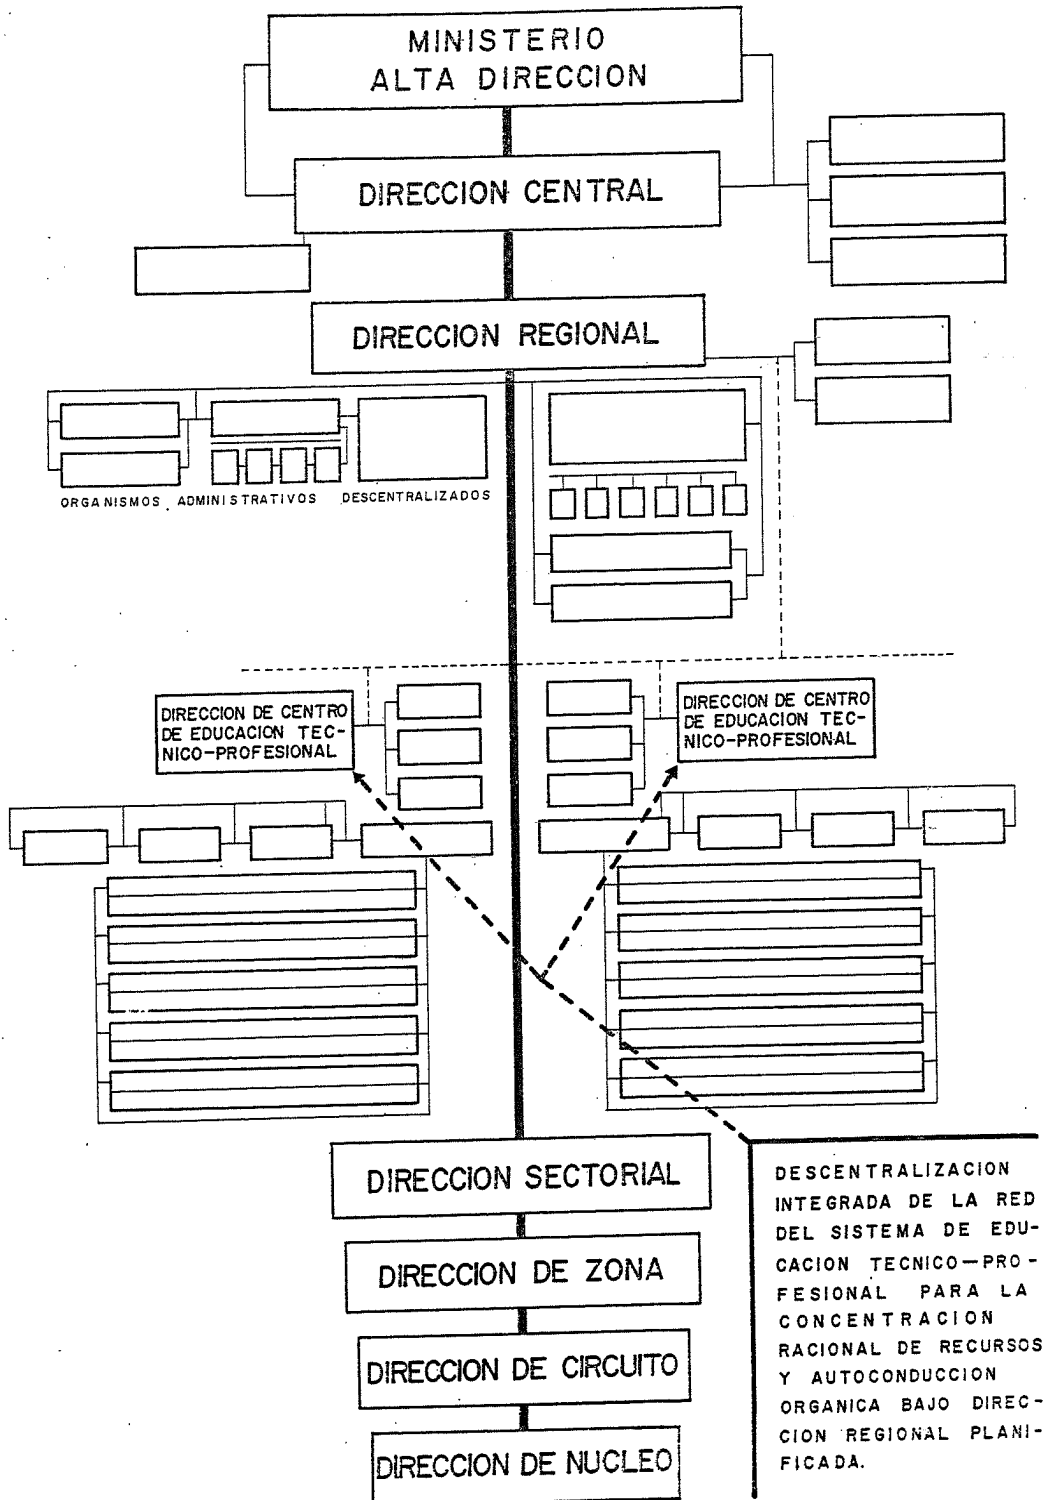 MINISTERIO
ALTA DIRECCION
DIRECCION CENTRAL
DIRECCION REGIONAL
ORGANISMOS ADMINISTRATIVOS DESCENTRALIZADOS
DIRECCION DE CENTRO
DE EDUCACION TEC-
NICO-PROFESIONAL
DIRECCION DE CENTRO
DE EDUCACION TEC-
NICO-PROFESIONAL
DIRECCION SECTORIAL
DIRECCION DE ZONA
DIRECCION DE CIRCUITO
DIRECCION DE NUCLEO
DESCENTRALIZACION
INTEGRADA DE LA RED
DEL SISTEMA DE EDU-
CACION TECNICO-PRO-
FESIONAL PARA LA
CONCENTRACION
RACIONAL DE RECURSOS
Y AUTOCONDUCCION
ORGANICA BAJO DIREC-
CION REGIONAL PLANI-
FICADA.